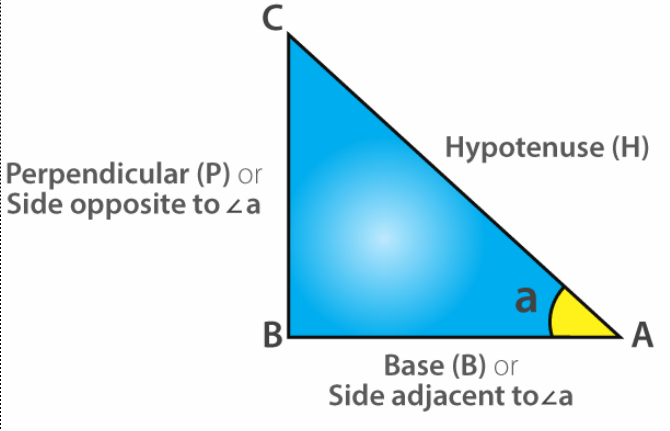 C
Hypotenuse (H)
Perpendicular (P) or
Side opposite to ∠a
a
B
A
Base (B) or
Side adjacent to∠a